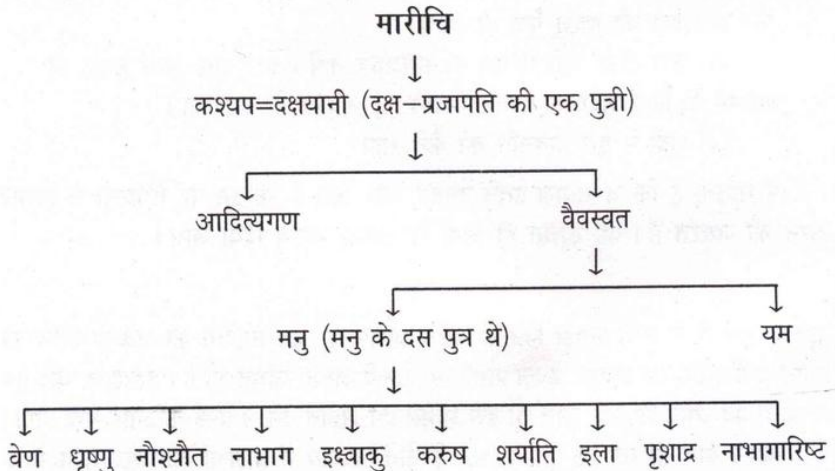 मारीचि
कश्यप=दक्षयानी (दक्ष-प्रजापति की एक पुत्री)
आदित्यगण वैवस्वत
मनु (मनु के दस पुत्र थे) यम
वेण धृष्णु नौश्यौत नाभाग इक्ष्वाकु करुष शर्याति इला पृशाद्र नाभागारिष्ट